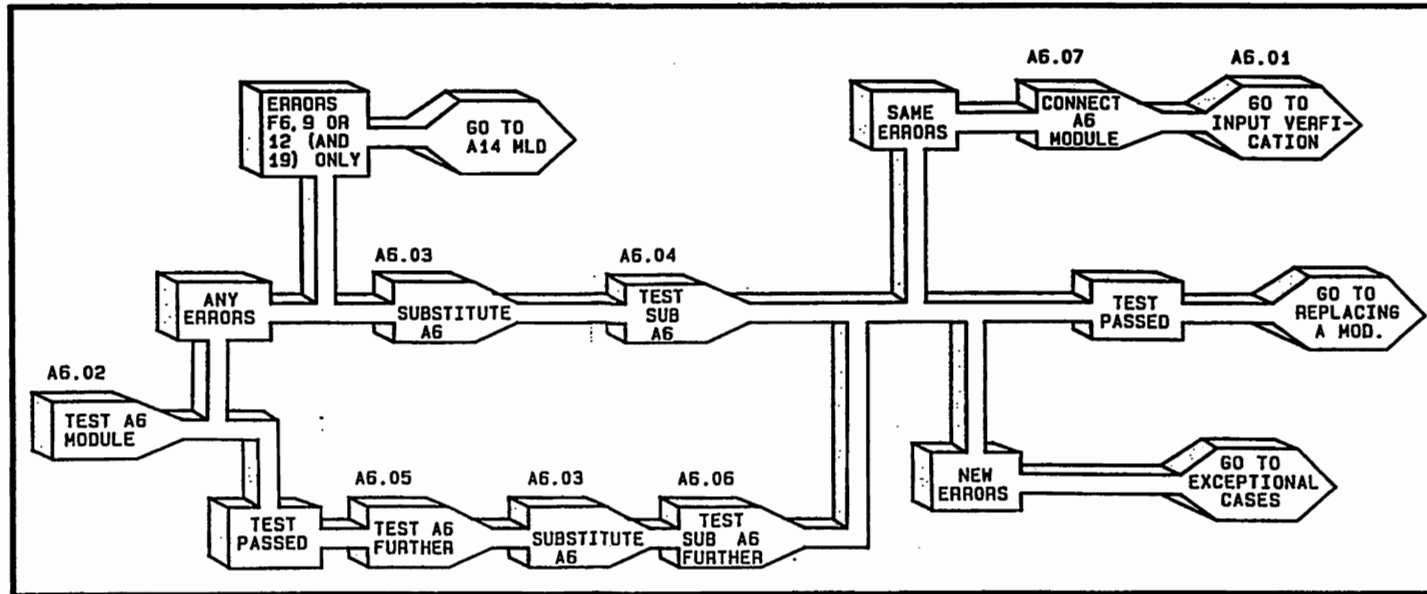 A6.07
A6.01
ERRORS
F6, 9 OR
12 (AND
19) ONLY
GO TO
A14 MLD
SAME
ERRORS
CONNECT
A6
MODULE
GO TO
INPUT VERFI-
CATION
A6.03
A6.04
ANY
ERRORS
SUBSTITUTE
A6
TEST
SUB
A6
TEST
PASSED
GO TO
REPLACING
A MOD.
A6.02
TEST A6
MODULE
A6.05
A6.03
A6.06
TEST
PASSED
TEST A6
FURTHER
SUBSTITUTE
A6
TEST
SUB A6
FURTHER
NEW
ERRORS
GO TO
EXCEPTIONAL
CASES